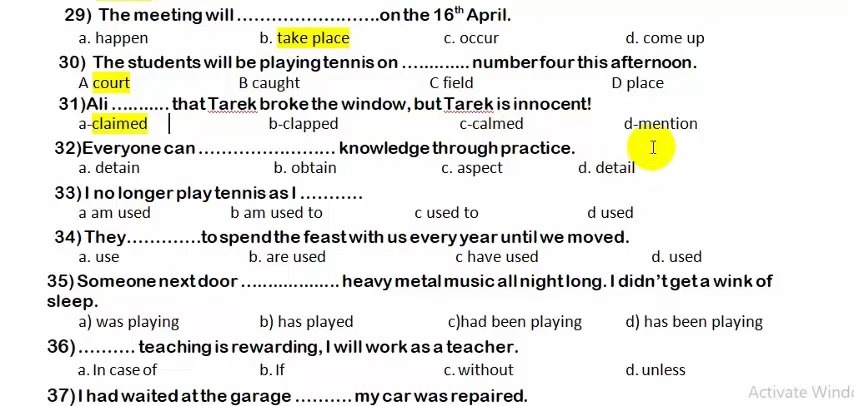 29) The meeting will ……………………..on the 16th April.
a. happen b. take place c. occur d. come up
30) The students will be playing tennis on ………… number four this afternoon.
A court B caught C field D place
31)Ali ……….. that Tarek broke the window, but Tarek is innocent!
a-claimed b-clapped c-calmed d-mention
32)Everyone can ……………………. knowledge through practice.
a. detain b. obtain c. aspect d. detail
33) I no longer play tennis as I ………..
a am used b am used to c used to d used
34) They…………..to spend the feast with us every year until we moved.
a. use b. are used c have used d. used
35) Someone next door ………………. heavy metal music all night long. I didn't get a wink of
sleep.
a) was playing b) has played c)had been playing d) has been playing
36)………. teaching is rewarding, I will work as a teacher.
a. In case of b. If c. without d. unless
37)I had waited at the garage ………. my car was repaired.